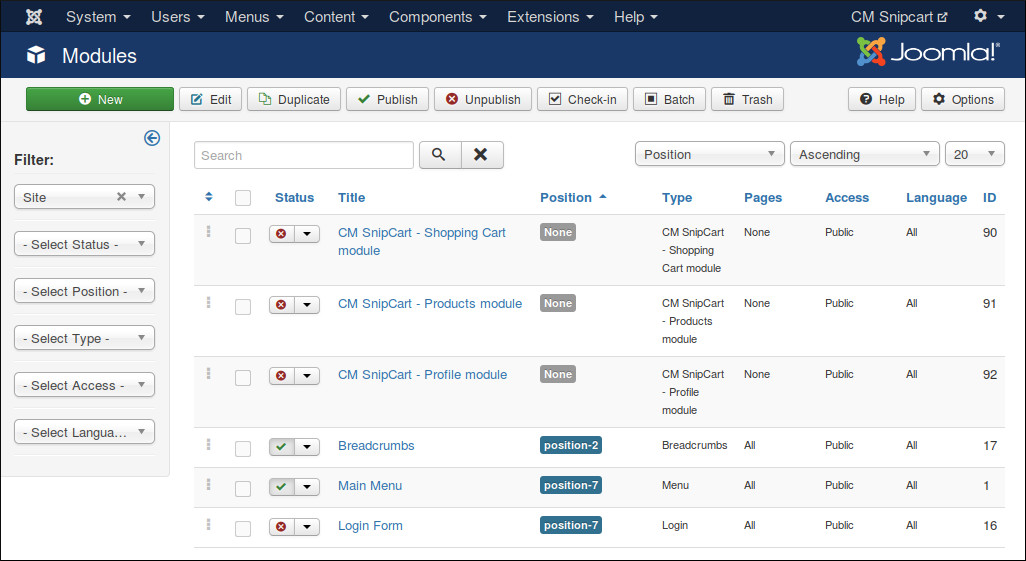 System Users Menus Content Components Extensions Help CM Snipcart
Modules Joomla!®
New Edit Duplicate Publish Unpublish Check-in Batch Trash Help Options
Filter:
Site
- Select Status -
- Select Position -
- Select Type -
- Select Access -
- Select Langua...
Search Position Ascending 20
Status Title Position Type Pages Access Language ID
CM SnipCart - Shopping Cart None CM SnipCart None Public All 90
module - Shopping
Cart module
CM SnipCart - Products module None CM SnipCart None Public All 91
- Products
module
CM SnipCart - Profile module None CM SnipCart None Public All 92
- Profile
module
Breadcrumbs position-2 Breadcrumbs All Public All 17
Main Menu position-7 Menu All Public All 1
Login Form position-7 Login All Public All 16